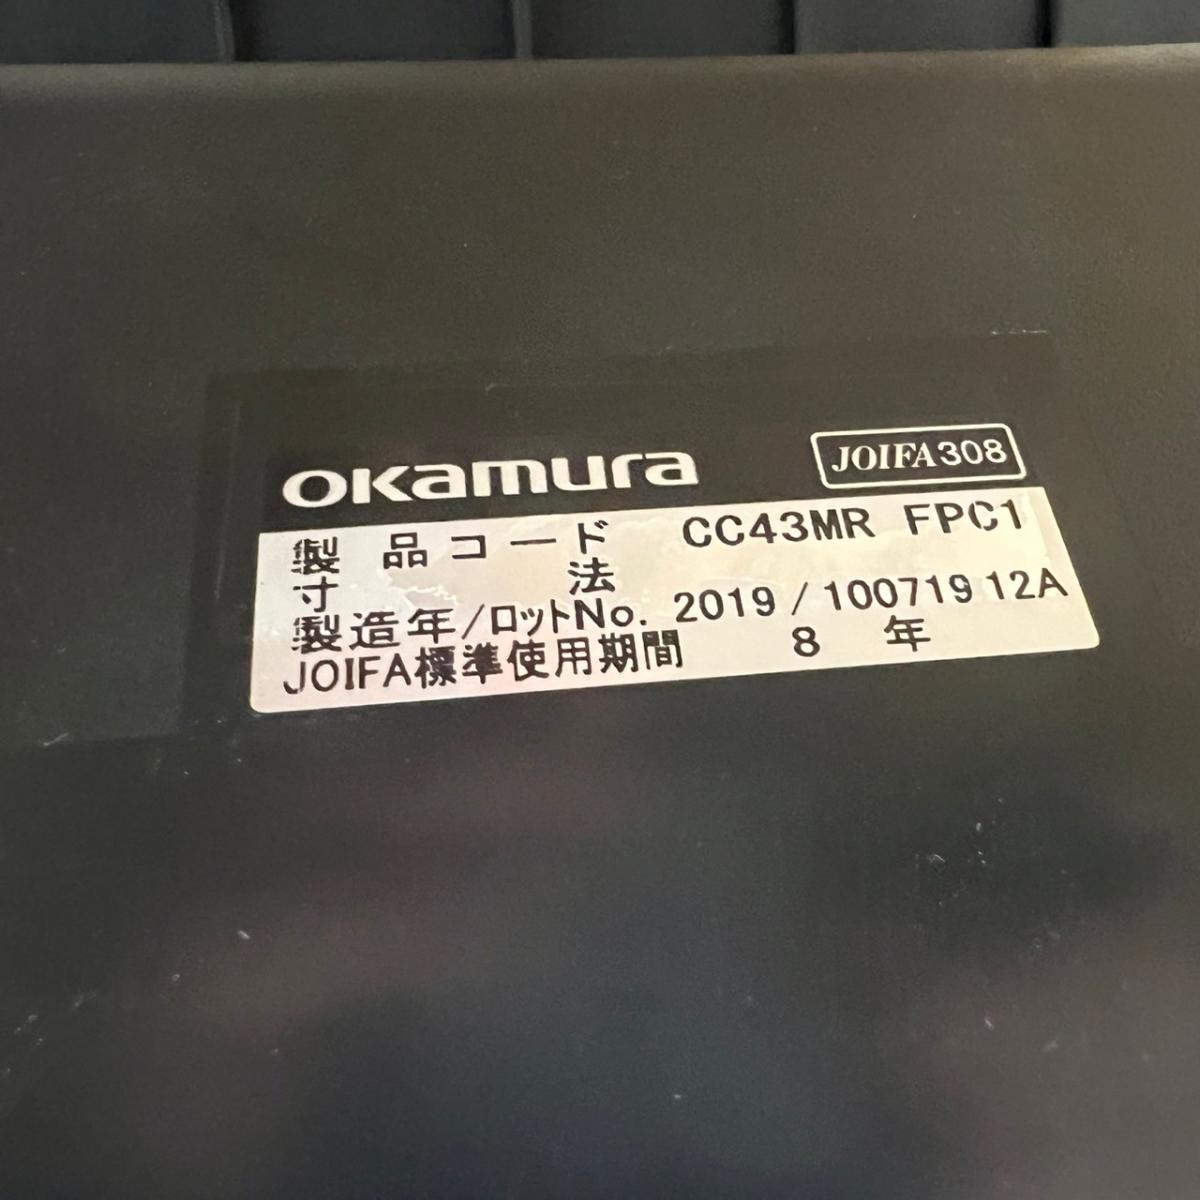 okamura
JOIFA308
製品コード CC43MR FPC1
寸法
製造年/ロットNo. 2019 / 100719 12A
JOIFA標準使用期間 8 年